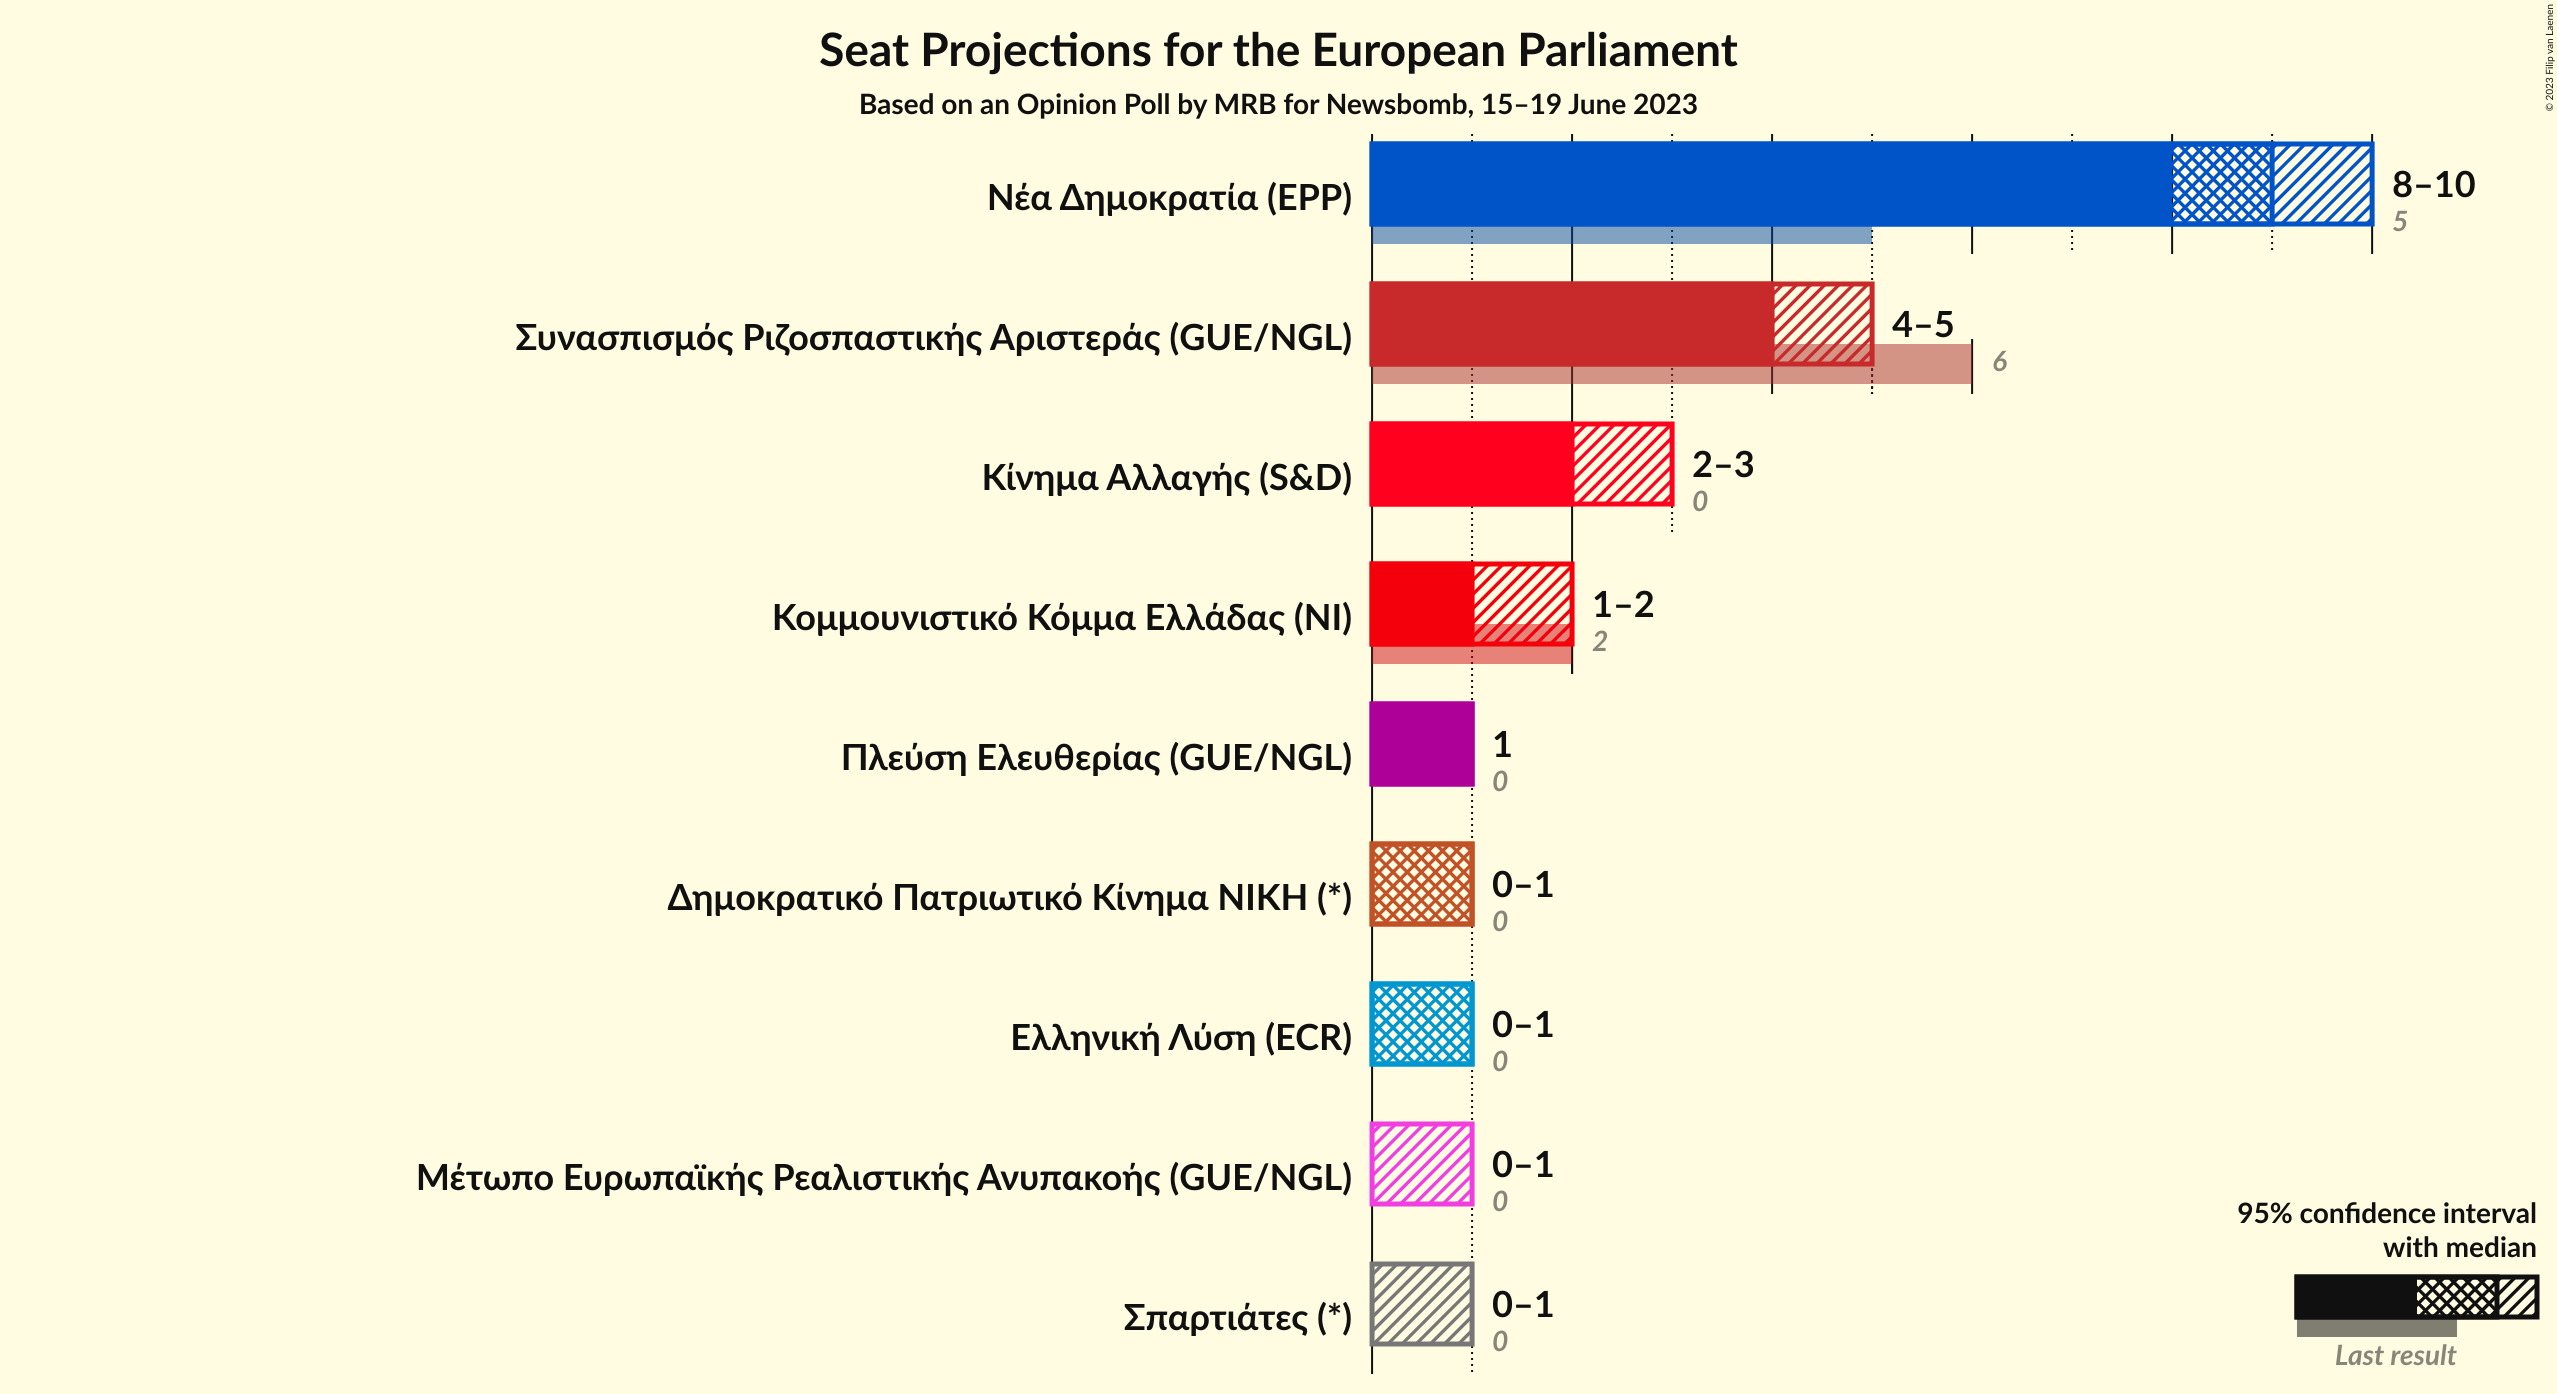 Seat Projections for the European Parliament
Based on an Opinion Poll by MRB for Newsbomb, 15–19 June 2023
© 2023 Filip van Laenen
Νέα Δημοκρατία (EPP)
8–10
5
Συνασπισμός Ριζοσπαστικής Αριστεράς (GUE/NGL)
4–5
6
Κίνημα Αλλαγής (S&D)
2–3
0
Κομμουνιστικό Κόμμα Ελλάδας (NI)
1–2
2
Πλεύση Ελευθερίας (GUE/NGL)
1
0
Δημοκρατικό Πατριωτικό Κίνημα ΝΙΚΗ (*)
0–1
0
Ελληνική Λύση (ECR)
0–1
0
Μέτωπο Ευρωπαϊκής Ρεαλιστικής Ανυπακοής (GUE/NGL)
0–1
0
Σπαρτιάτες (*)
0–1
0
95% confidence interval
with median
Last result